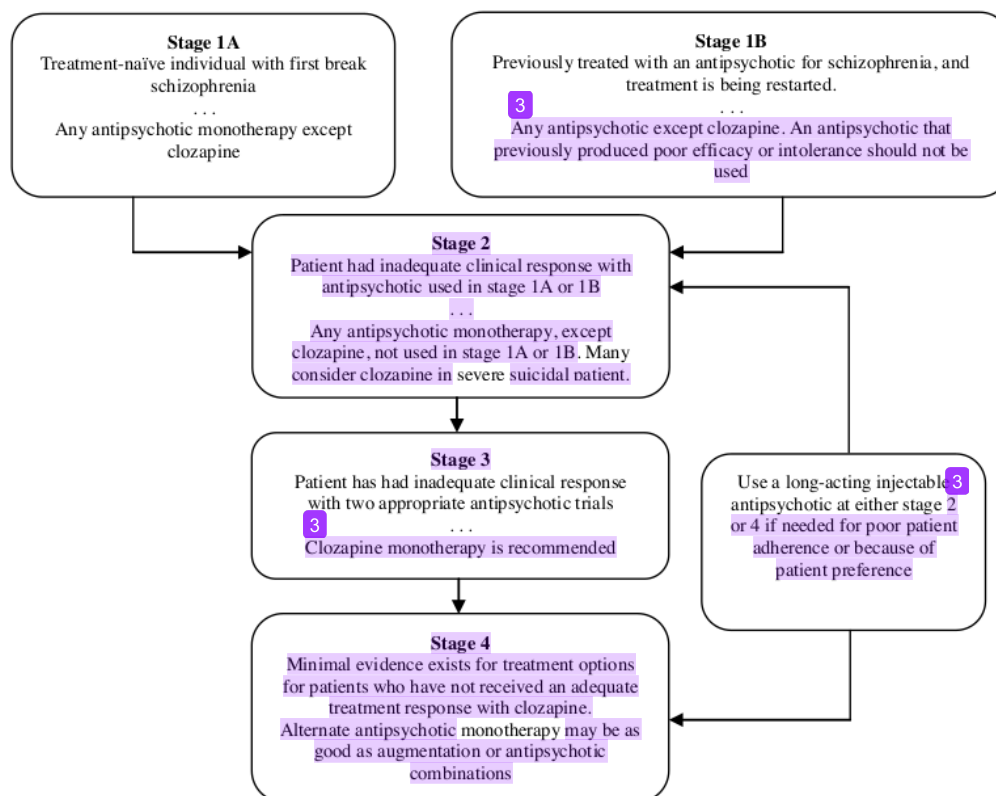 Stage 1A
Treatment-naïve individual with first break
schizophrenia
. . .
Any antipsychotic monotherapy except
clozapine
Stage 1B
Previously treated with an antipsychotic for schizophrenia, and
treatment is being restarted.
. . .
3
Any antipsychotic except clozapine. An antipsychotic that
previously produced poor efficacy or intolerance should not be
used
Stage 2
Patient had inadequate clinical response with
antipsychotic used in stage 1A or 1B
. . .
Any antipsychotic monotherapy, except
clozapine, not used in stage 1A or 1B. Many
consider clozapine in severe suicidal patient.
Stage 3
Patient has had inadequate clinical response
with two appropriate antipsychotic trials
3
. . .
Clozapine monotherapy is recommended
Use a long-acting injectable
3
antipsychotic at either stage 2
or 4 if needed for poor patient
adherence or because of
patient preference
Stage 4
Minimal evidence exists for treatment options
for patients who have not received an adequate
treatment response with clozapine.
Alternate antipsychotic monotherapy may be as
good as augmentation or antipsychotic
combinations